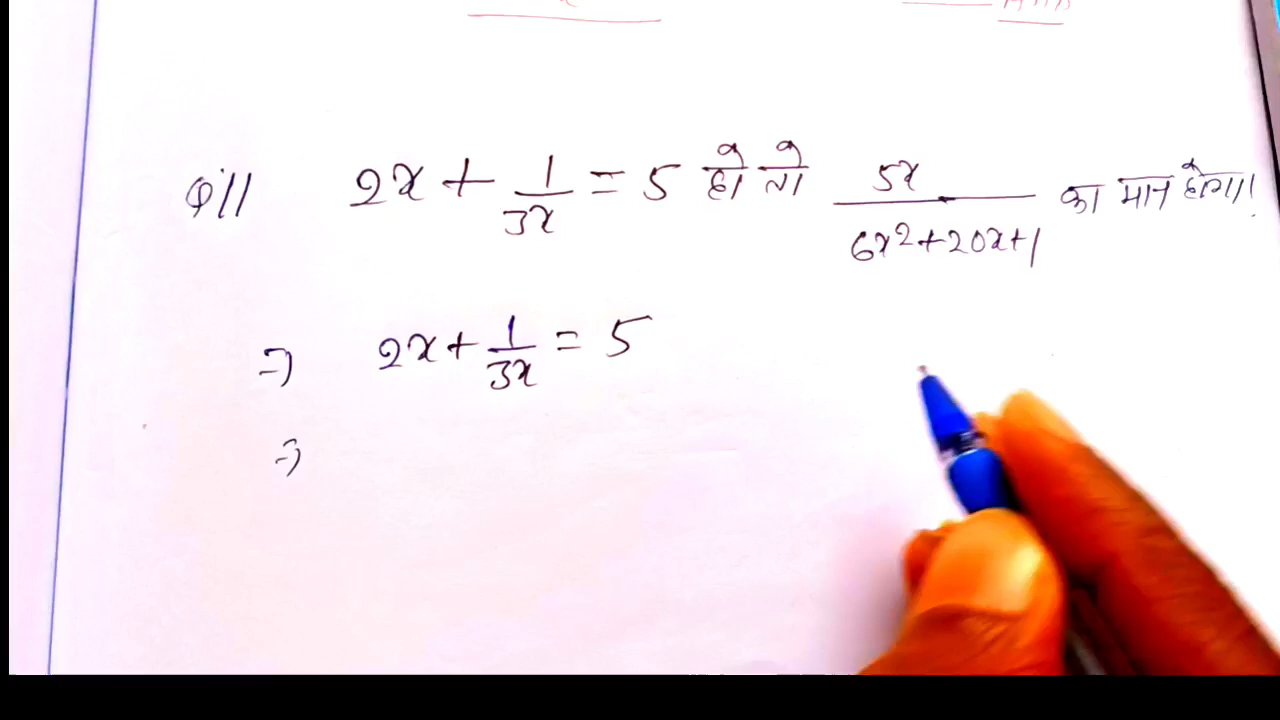 Q11 2x + 1/3x = 5 हो तो 5x/6x²+20x+1 का मान होगा।
=) 2x + 1/3x = 5
=)